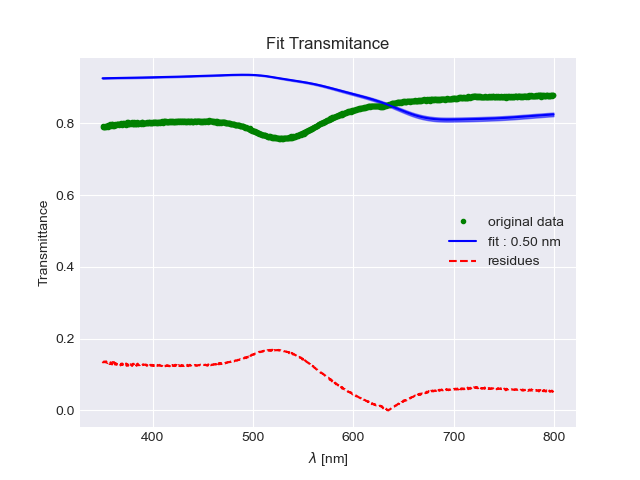 Fit Transmitance
Transmittance
0.8
0.6
0.4
0.2
0.0
original data
fit : 0.50 nm
residues
400 500 600 700 800
λ [nm]